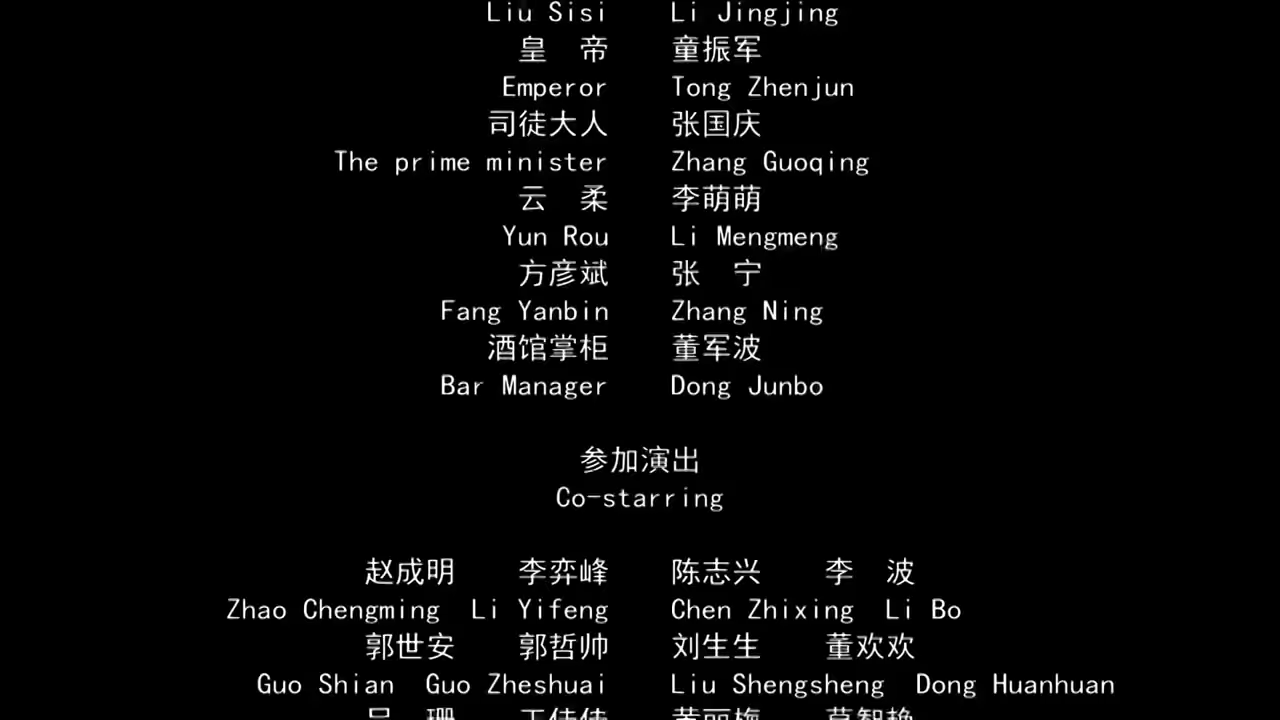 Liu Sisi Li Jingjing
皇 帝 童振军
Emperor Tong Zhenjun
司徒大人 张国庆
The prime minister Zhang Guoqing
云 柔 李萌萌
Yun Rou Li Mengmeng
方彦斌 张 宁
Fang Yanbin Zhang Ning
酒馆掌柜 董军波
Bar Manager Dong Junbo
参加演出
Co-starring
赵成明 李弈峰 陈志兴 李 波
Zhao Chengming Li Yifeng Chen Zhixing Li Bo
郭世安 郭哲帅 刘生生 董欢欢
Guo Shian Guo Zheshuai Liu Shengsheng Dong Huanhuan